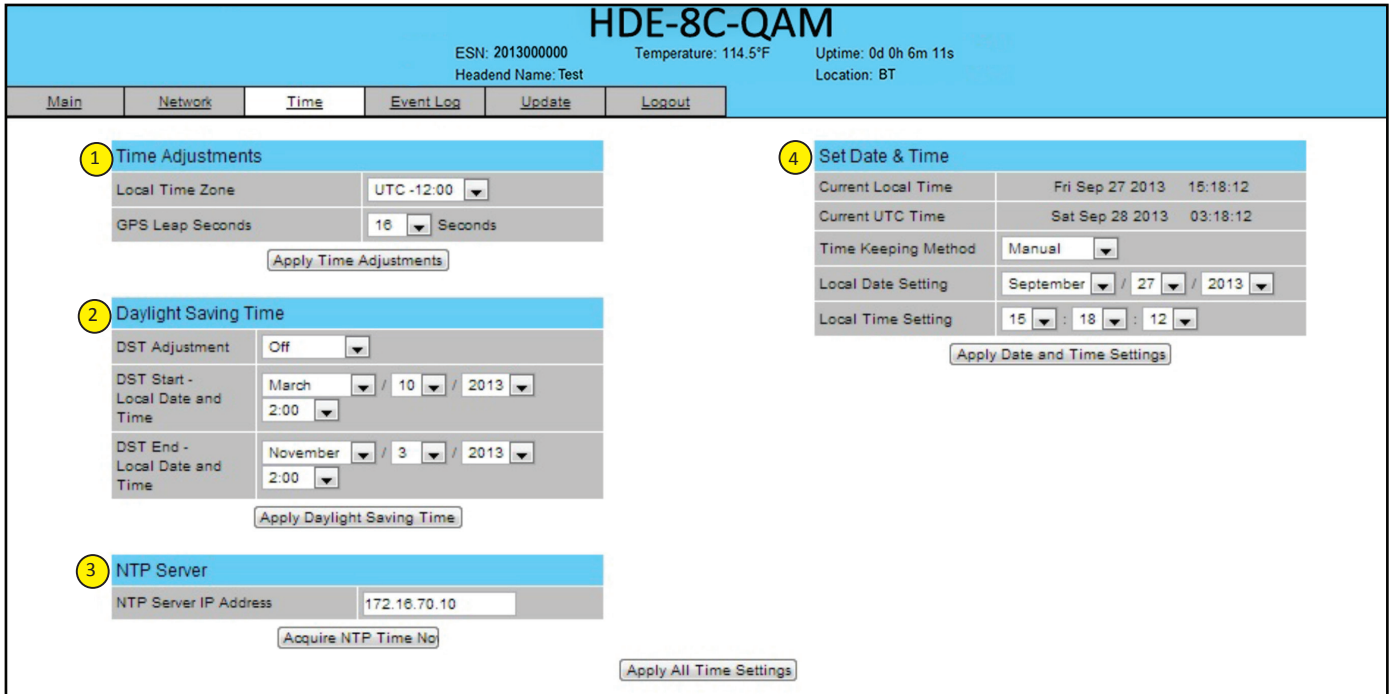 HDE-8C-QAM
ESN: 2013000000 Temperature: 114.5°F Uptime: 0d 0h 6m 11s
Headend Name: Test Location: BT
Main Network Time Event Log Update Logout
1 Time Adjustments
Local Time Zone UTC -12:00
GPS Leap Seconds 16 Seconds
Apply Time Adjustments
2 Daylight Saving Time
DST Adjustment Off
DST Start -
Local Date and
Time
March / 10 / 2013
2:00
DST End -
Local Date and
Time
November / 3 / 2013
2:00
Apply Daylight Saving Time
3 NTP Server
NTP Server IP Address 172.16.70.10
Acquire NTP Time No
4 Set Date & Time
Current Local Time Fri Sep 27 2013 15:18:12
Current UTC Time Sat Sep 28 2013 03:18:12
Time Keeping Method Manual
Local Date Setting September / 27 / 2013
Local Time Setting 15 : 18 : 12
Apply Date and Time Settings
Apply All Time Settings